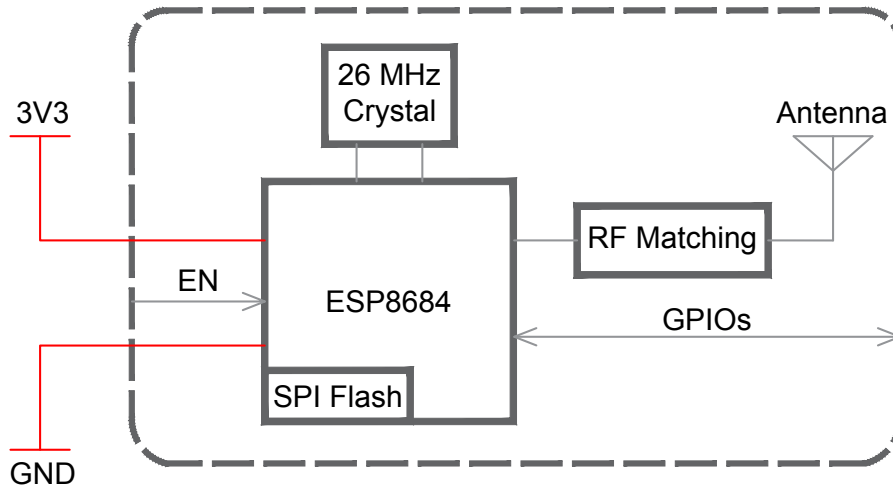 26 MHz
Crystal
3V3
Antenna
RF Matching
EN
ESP8684
GPIOs
SPI Flash
GND